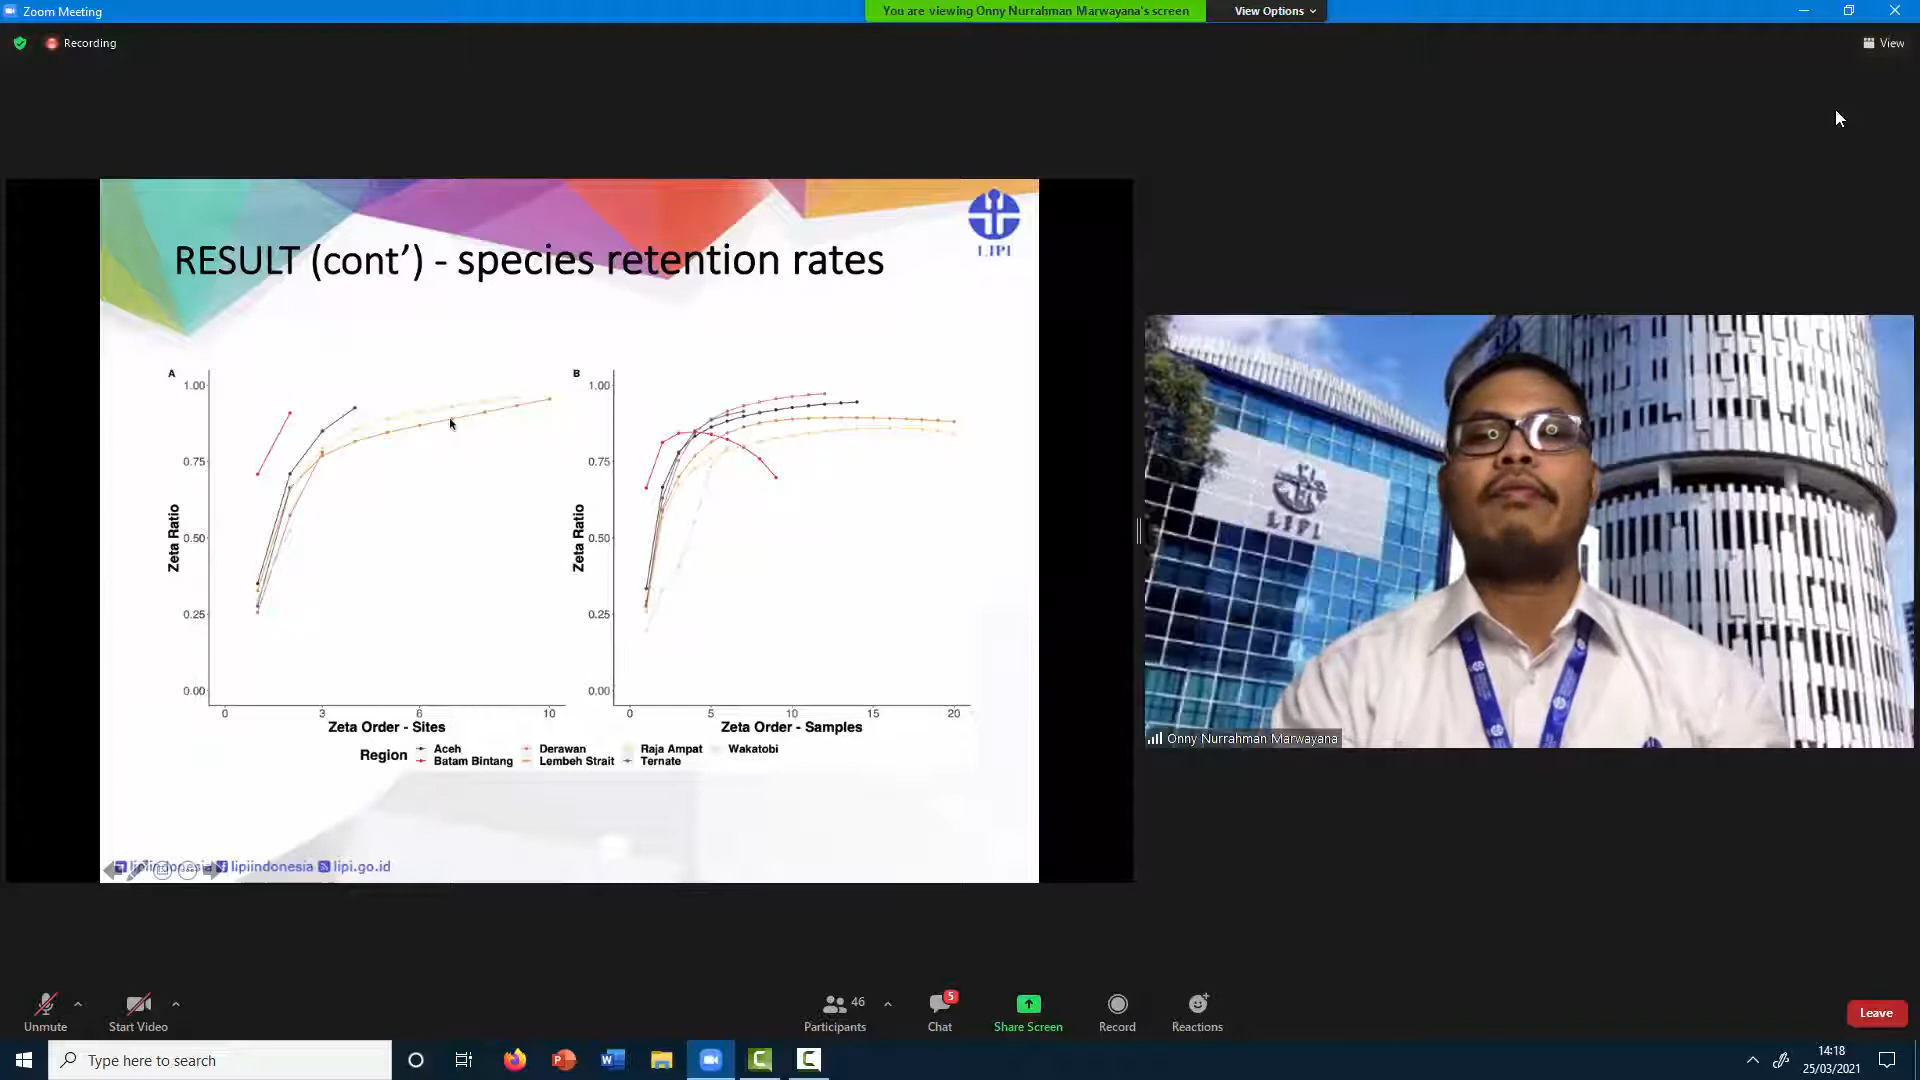 Zoom Meeting
You are viewing Onny Nurrahman Marwayana's screen
View Options
Recording
View
LIPI
RESULT (cont’) - species retention rates
A
1.00
0.75
0.50
0.25
0.00
Zeta Ratio
0 3 6 10
Zeta Order - Sites
B
1.00
0.75
0.50
0.25
0.00
Zeta Ratio
0 5 10 15 20
Zeta Order - Samples
Region Aceh Derawan Raja Ampat Wakatobi
Batam Bintang Lembeh Strait Ternate
lipiindonesia lipiindonesia lipi.go.id
LIPI
Onny Nurrahman Marwayana
Unmute
Start Video
Participants 46
Chat 5
Share Screen
Record
Reactions
Leave
Type here to search
14:18
25/03/2021